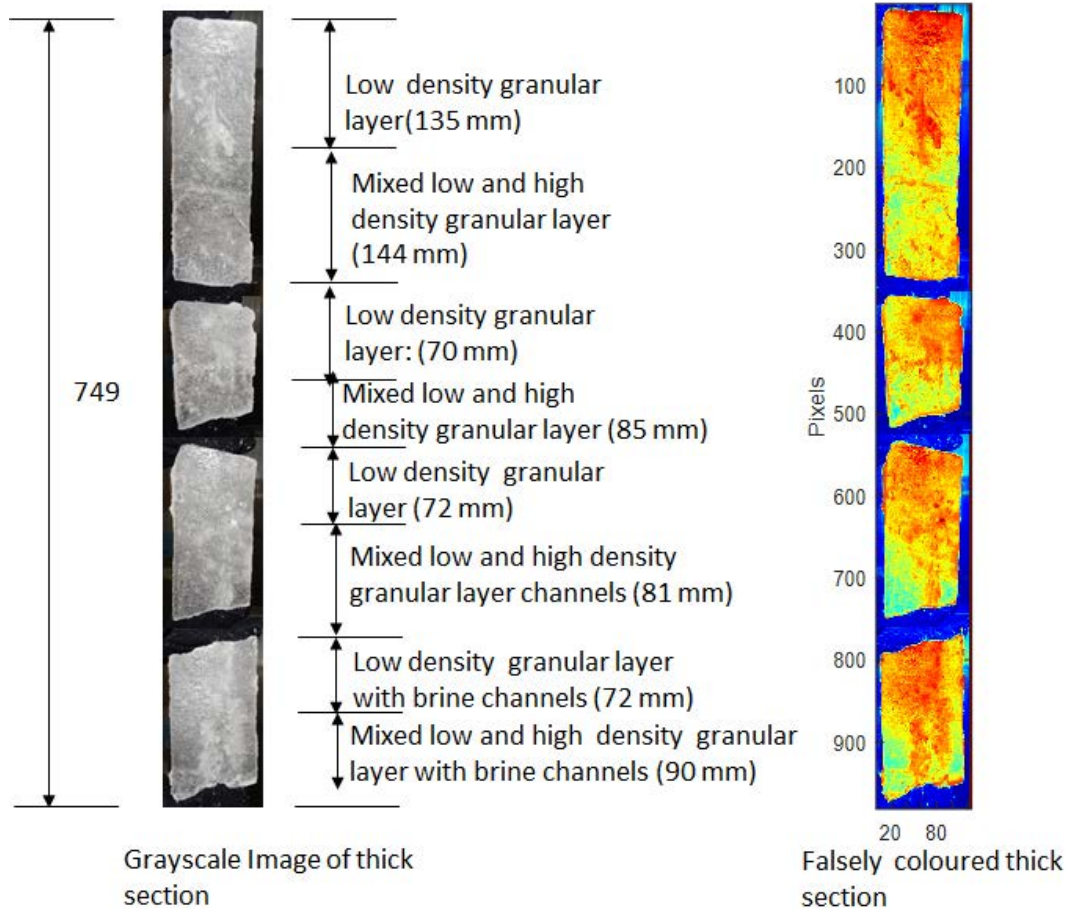 Low density granular
layer(135 mm)
Mixed low and high
density granular layer
(144 mm)
Low density granular
layer: (70 mm)
749
Mixed low and high
density granular layer (85 mm)
Low density granular
layer (72 mm)
Mixed low and high density
granular layer channels (81 mm)
Low density granular layer
with brine channels (72 mm)
Mixed low and high density granular
layer with brine channels (90 mm)
Grayscale Image of thick
section
100
200
300
400
Pixels
500
600
700
800
900
20 80
Falsely coloured thick
section